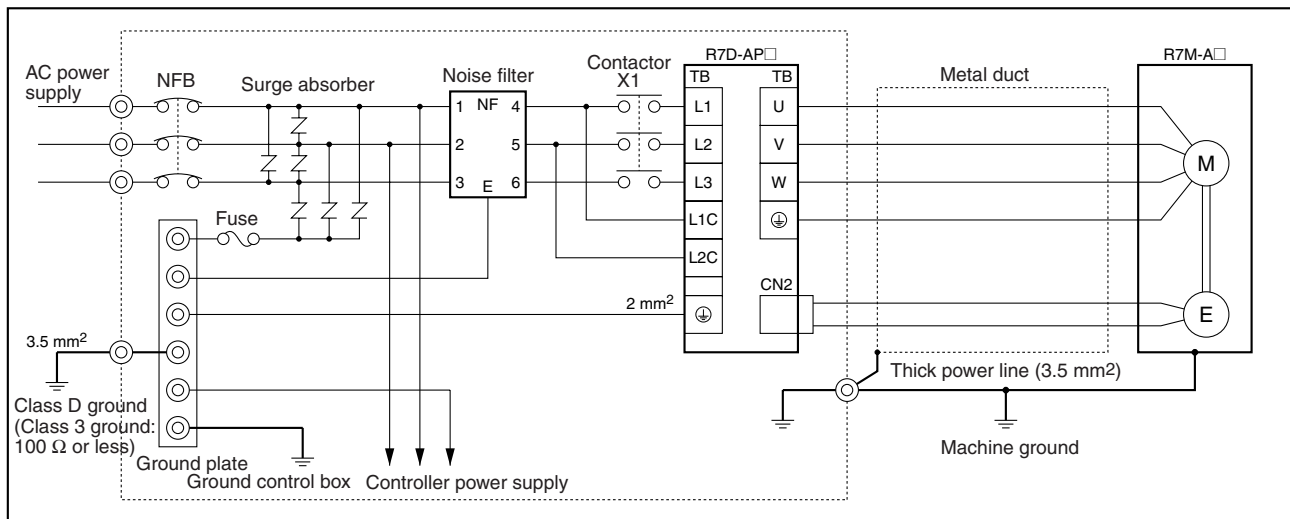 R7D-AP□
R7M-A□
AC power
supply
NFB
Surge absorber
Noise filter
Contactor
X1
TB
TB
Metal duct
1
NF
4
L1
U
2
5
L2
V
M
3
E
6
L3
W
Fuse
L1C
L2C
CN2
2 mm²
E
3.5 mm²
Thick power line (3.5 mm²)
Class D ground
(Class 3 ground:
100 Ω or less)
Machine ground
Ground plate
Ground control box
Controller power supply